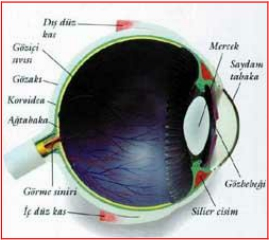 Dış düz
kas
Göziçi
sıvısı
Gözakı
Koroidea
Ağtabaka
Görme siniri
İç düz kas
Mercek
Saydam
tabaka
Gözbebeği
Silier cisim